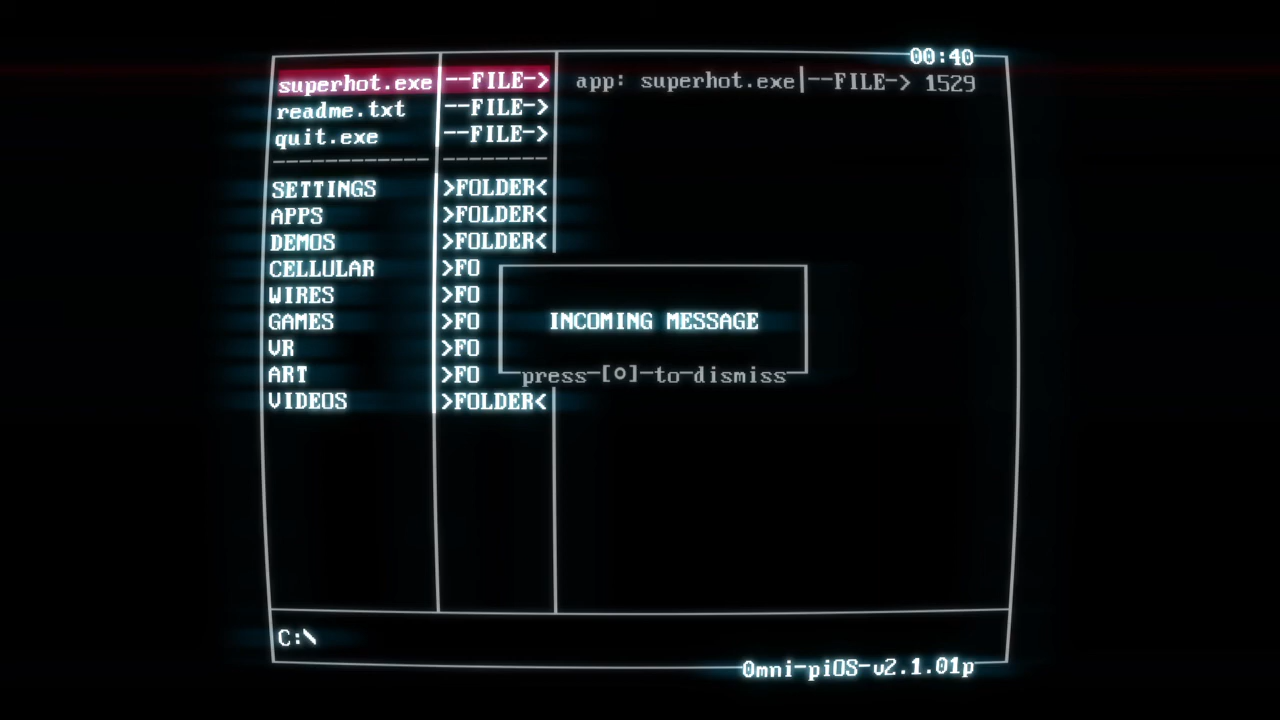 00:40
superhot.exe --FILE-> app: superhot.exe|--FILE-> 1529
readme.txt --FILE->
quit.exe --FILE->
SETTINGS >FOLDER<
APPS >FOLDER<
DEMOS >FOLDER<
CELLULAR >FO
WIRES >FO
GAMES >FO
INCOMING MESSAGE
VR >FO
ART >FO
press-[O]-to-dismiss
VIDEOS >FOLDER<
C:\
Omni-piOS-v2.1.01p